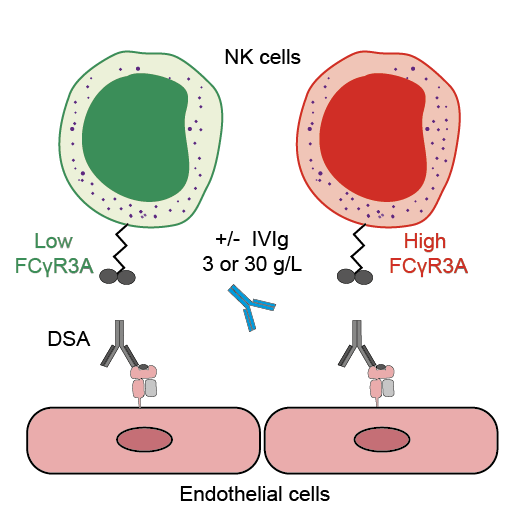 NK cells
Low
FCγR3A
+/- IVIg
3 or 30 g/L
High
FCγR3A
DSA
Endothelial cells